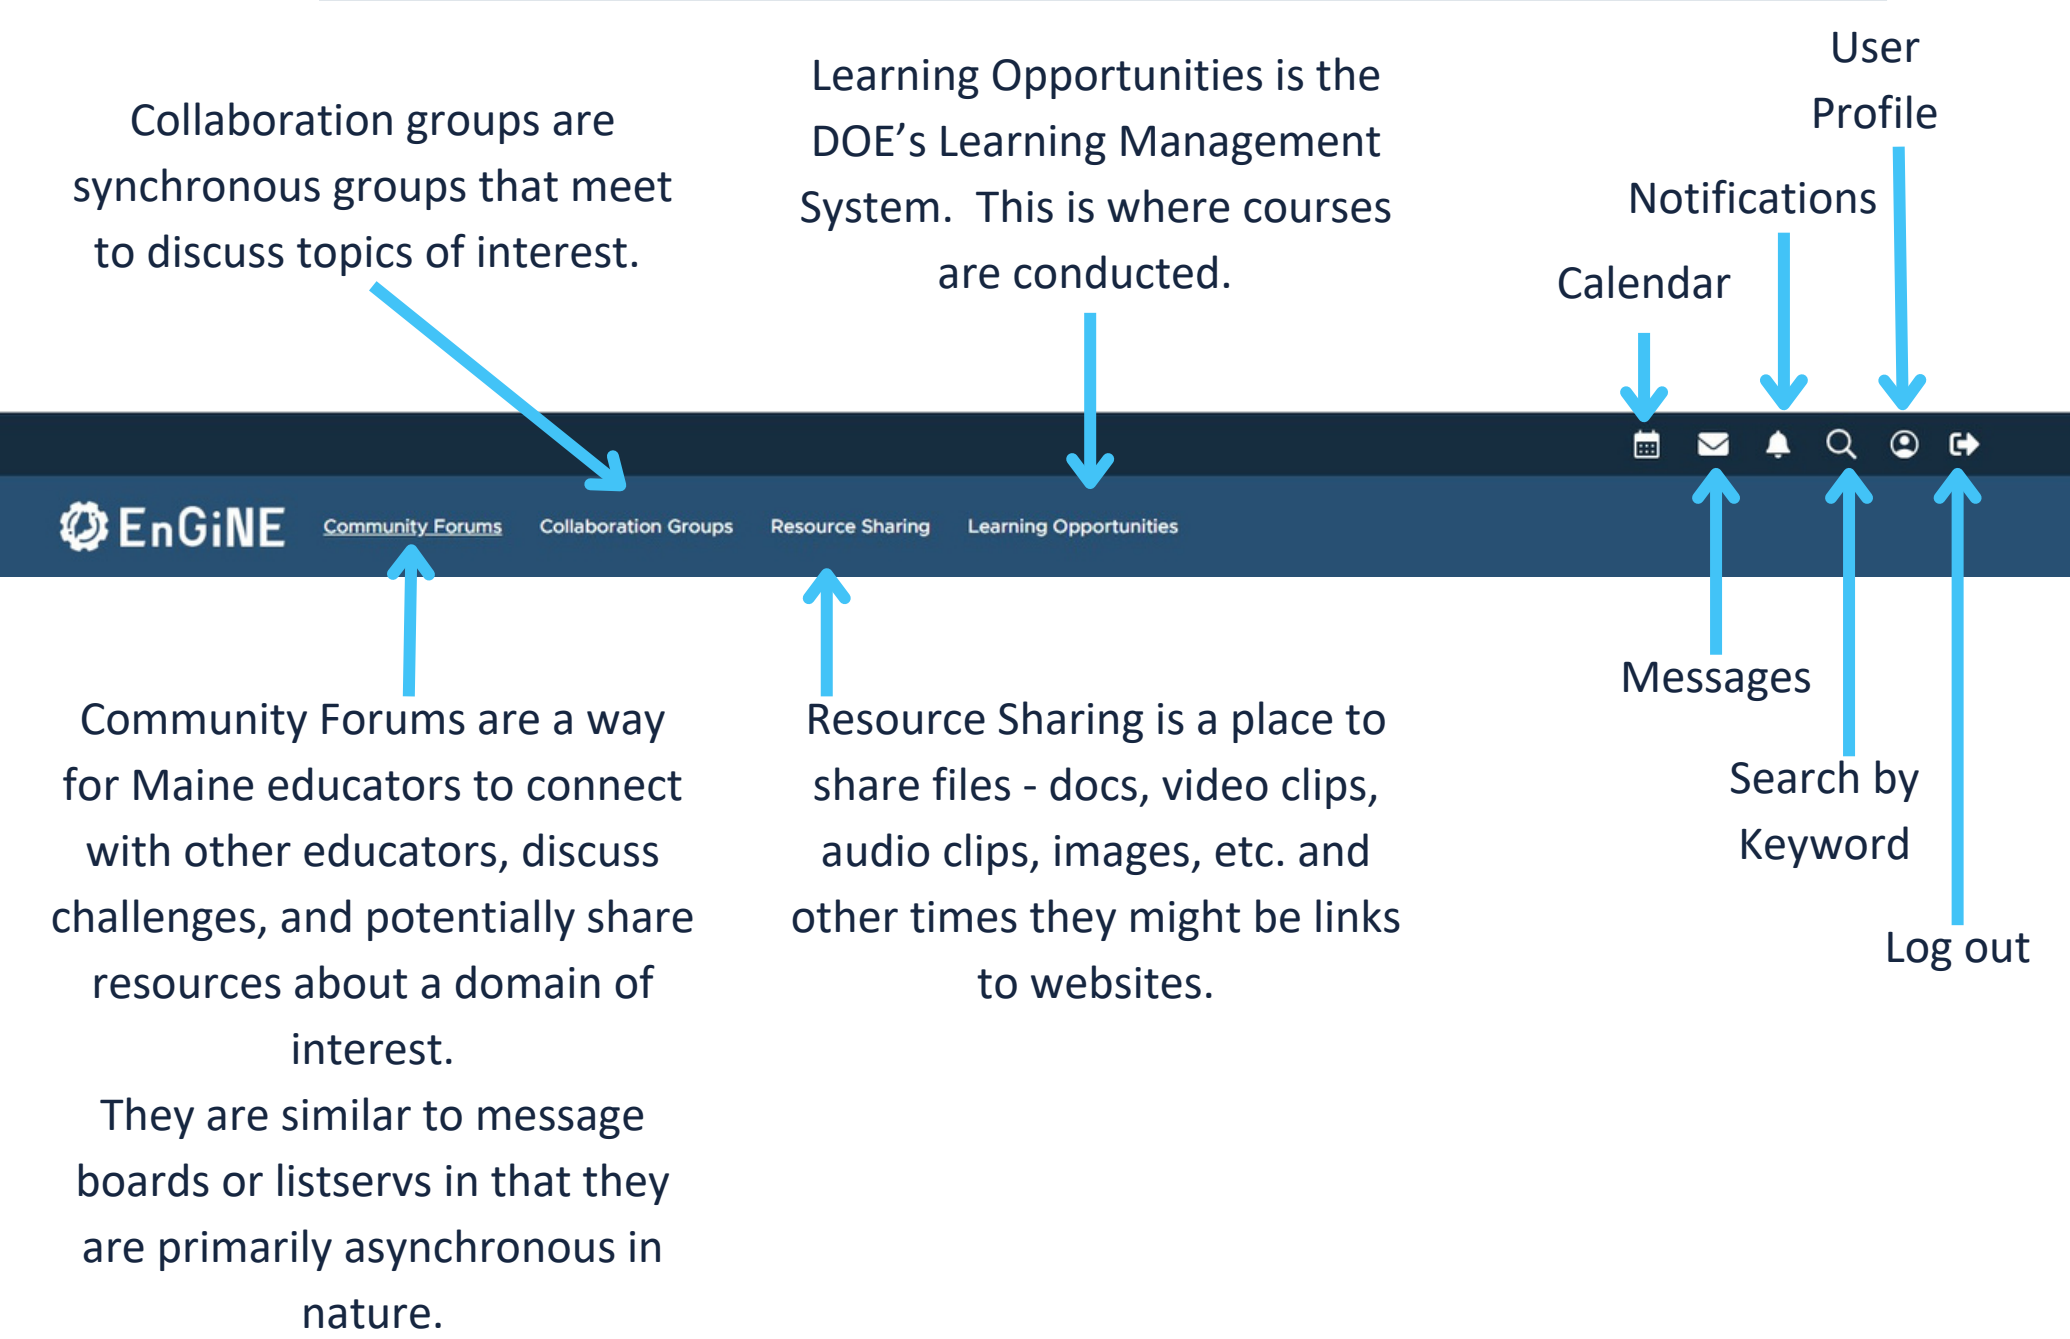 Collaboration groups are
synchronous groups that meet
to discuss topics of interest.
Learning Opportunities is the
DOE’s Learning Management
System.  This is where courses
are conducted.
User
Profile
Notifications
Calendar
EnGiNE
Community Forums
Collaboration Groups
Resource Sharing
Learning Opportunities
Community Forums are a way
for Maine educators to connect
with other educators, discuss
challenges, and potentially share
resources about a domain of
interest.
They are similar to message
boards or listservs in that they
are primarily asynchronous in
nature.
Resource Sharing is a place to
share files - docs, video clips,
audio clips, images, etc. and
other times they might be links
to websites.
Messages
Search by
Keyword
Log out